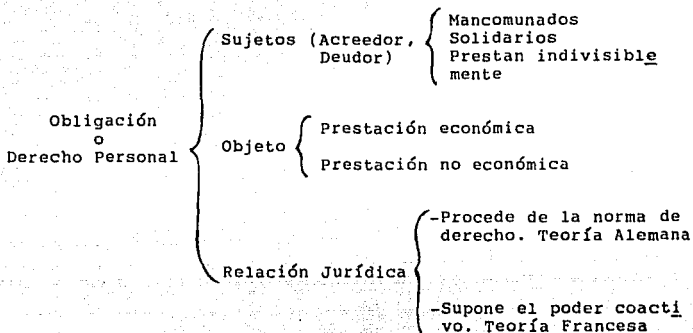 Obligación
o
Derecho Personal
Sujetos (Acreedor,
Deudor)
Mancomunados
Solidarios
Prestan indivisible
mente
Objeto
Prestación económica
Prestación no económica
Relación Jurídica
-Procede de la norma de
derecho. Teoría Alemana
-Supone el poder coacti
vo. Teoría Francesa